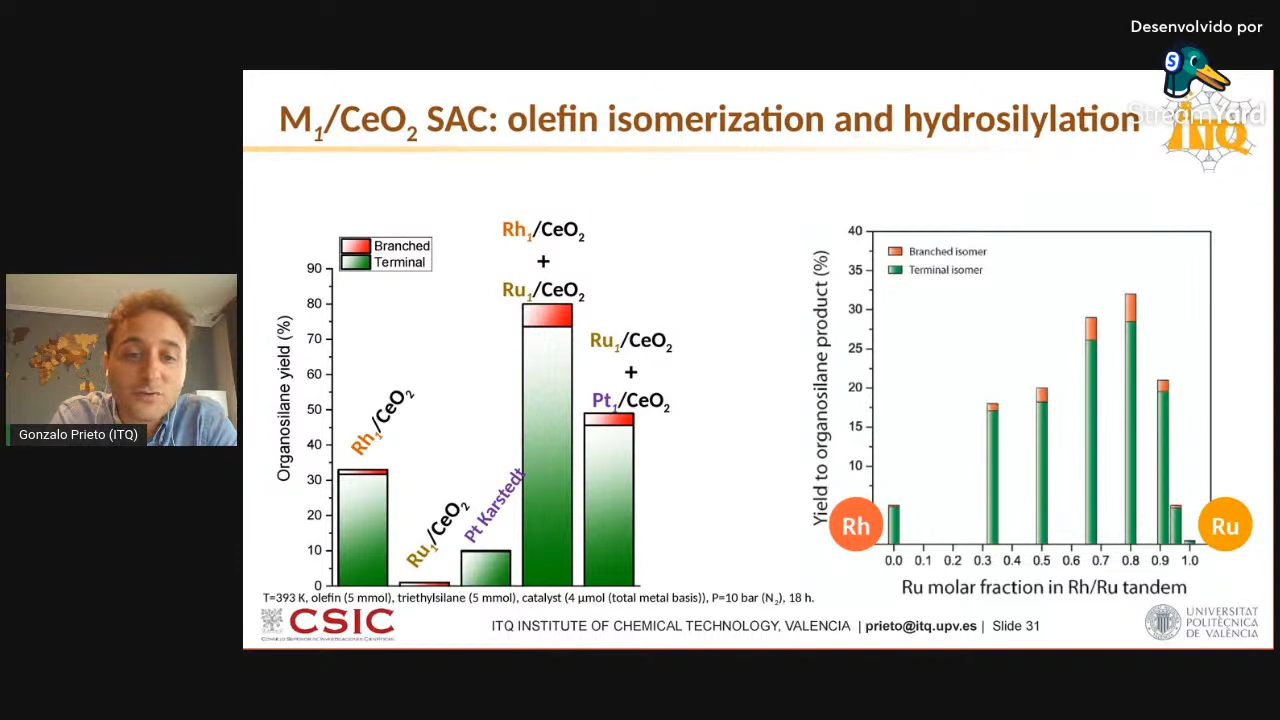 Desenvolvido por
S
StreamYard
M1/CeO2 SAC: olefin isomerization and hydrosilylation
iTQ
Branched
Terminal
Organosilane yield (%)
90
80
70
60
50
40
30
20
10
0
Rh1/CeO2
Ru1/CeO2
Pt Karstedt
Rh1/CeO2
+
Ru1/CeO2
Ru1/CeO2
+
Pt1/CeO2
Branched isomer
Terminal isomer
Yield to organosilane product (%)
40
35
30
25
20
15
10
Rh
Ru
0.0 0.1 0.2 0.3 0.4 0.5 0.6 0.7 0.8 0.9 1.0
Ru molar fraction in Rh/Ru tandem
T=393 K, olefin (5 mmol), triethylsilane (5 mmol), catalyst (4 µmol (total metal basis)), P=10 bar (N2), 18 h.
CSIC
ITQ INSTITUTE OF CHEMICAL TECHNOLOGY, VALENCIA | prieto@itq.upv.es | Slide 31
UNIVERSITAT
POLITÈCNICA
DE VALÈNCIA
Gonzalo Prieto (ITQ)